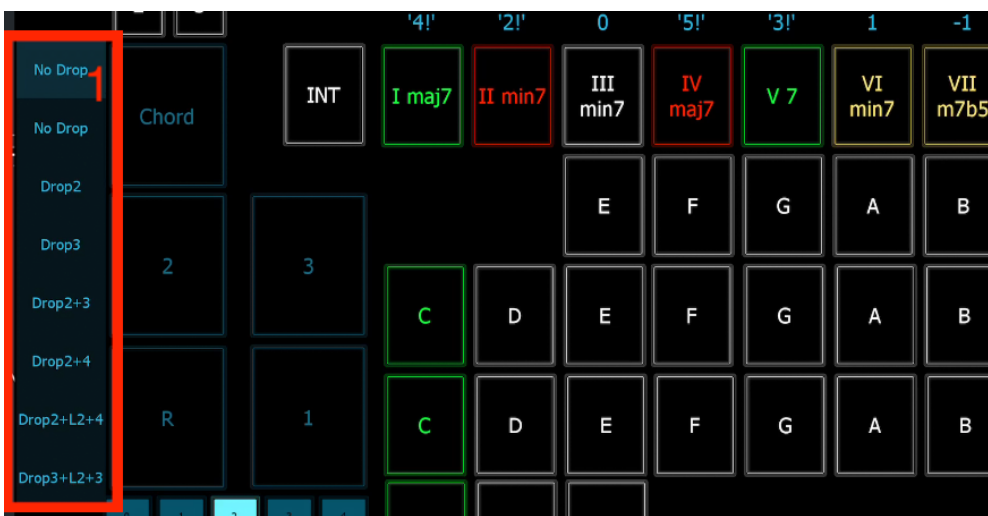 '4!' '2!' 0 '5!' '3!' 1 -1
No Drop 1
No Drop
Drop2
Drop3
Drop2+3
Drop2+4
Drop2+L2+4
Drop3+L2+3
Chord
2 3
R 1
INT I maj7 II min7 III min7 IV maj7 V 7 VI min7 VII m7b5
E F G A B
C D E F G A B
C D E F G A B